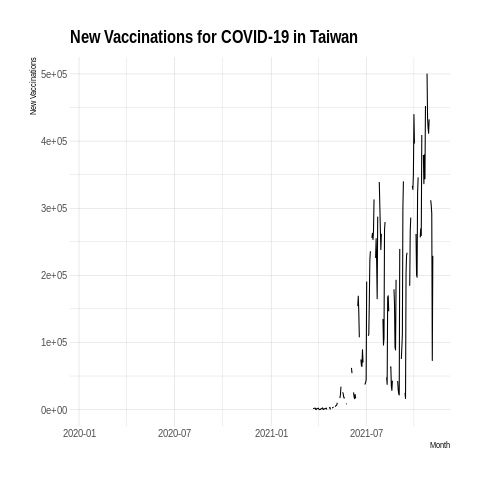 New Vaccinations for COVID-19 in Taiwan
New Vaccinations
5e+05
4e+05
3e+05
2e+05
1e+05
0e+00
2020-01 2020-07 2021-01 2021-07
Month